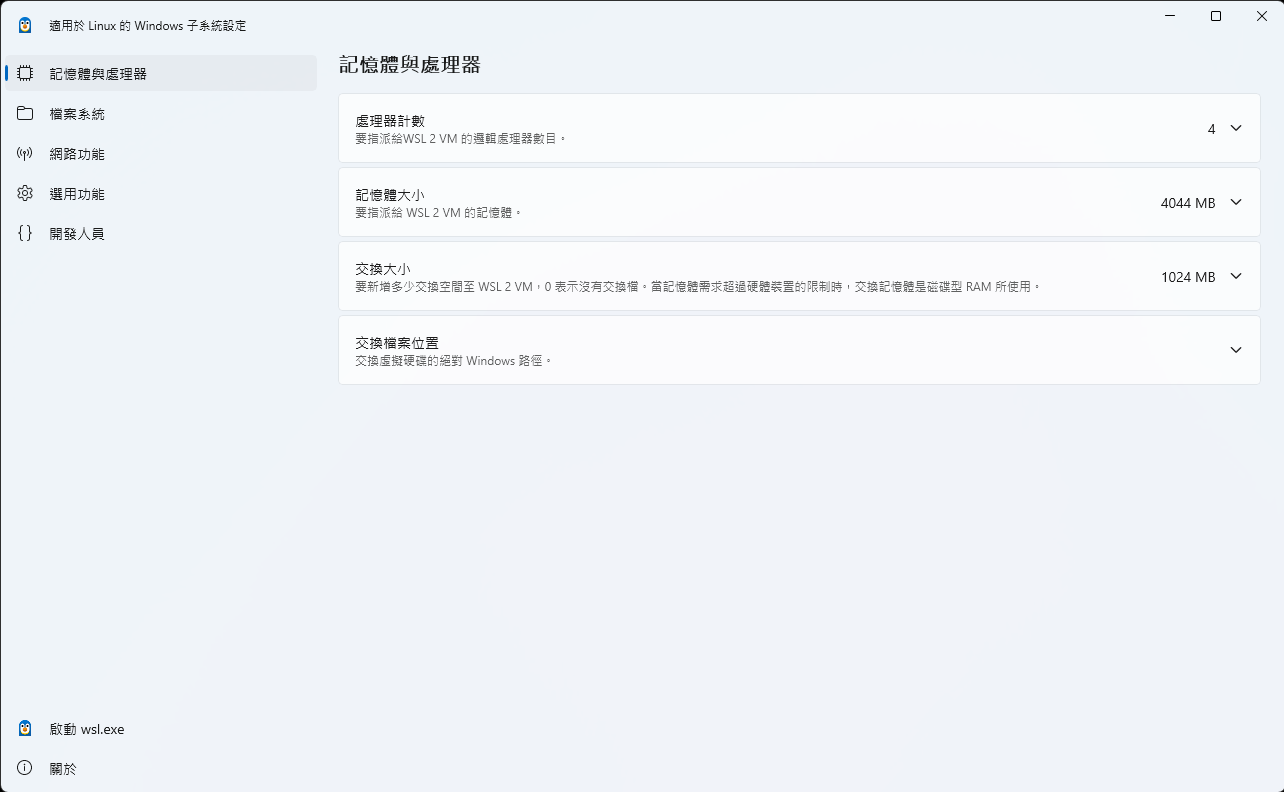 適用於 Linux 的 Windows 子系統設定
記憶體與處理器
檔案系統
網路功能
選用功能
開發人員
啟動 wsl.exe
關於
記憶體與處理器
處理器計數
要指派給WSL 2 VM 的邏輯處理器數目。
4
記憶體大小
要指派給 WSL 2 VM 的記憶體。
4044 MB
交換大小
要新增多少交換空間至 WSL 2 VM，0 表示沒有交換檔。當記憶體需求超過硬體裝置的限制時，交換記憶體是磁碟型 RAM 所使用。
1024 MB
交換檔案位置
交換虛擬硬碟的絕對 Windows 路徑。